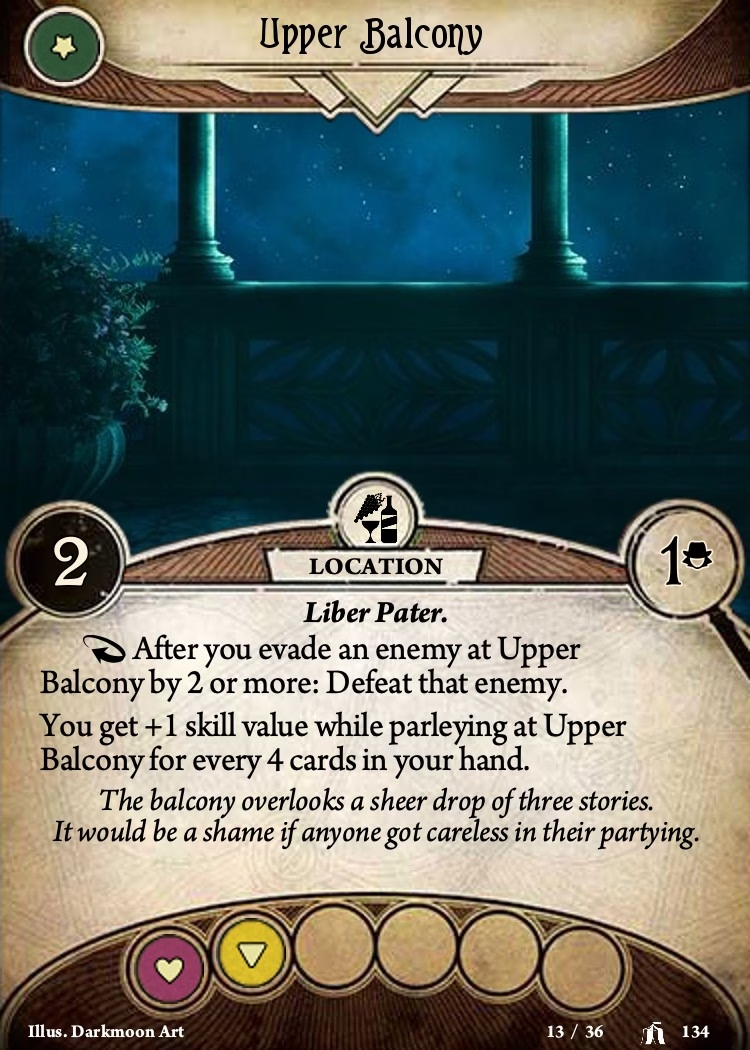 Upper Balcony
2
LOCATION
1
Liber Pater.
After you evade an enemy at Upper
Balcony by 2 or more: Defeat that enemy.
You get +1 skill value while parleying at Upper
Balcony for every 4 cards in your hand.
The balcony overlooks a sheer drop of three stories.
It would be a shame if anyone got careless in their partying.
Illus. Darkmoon Art
13 / 36
134